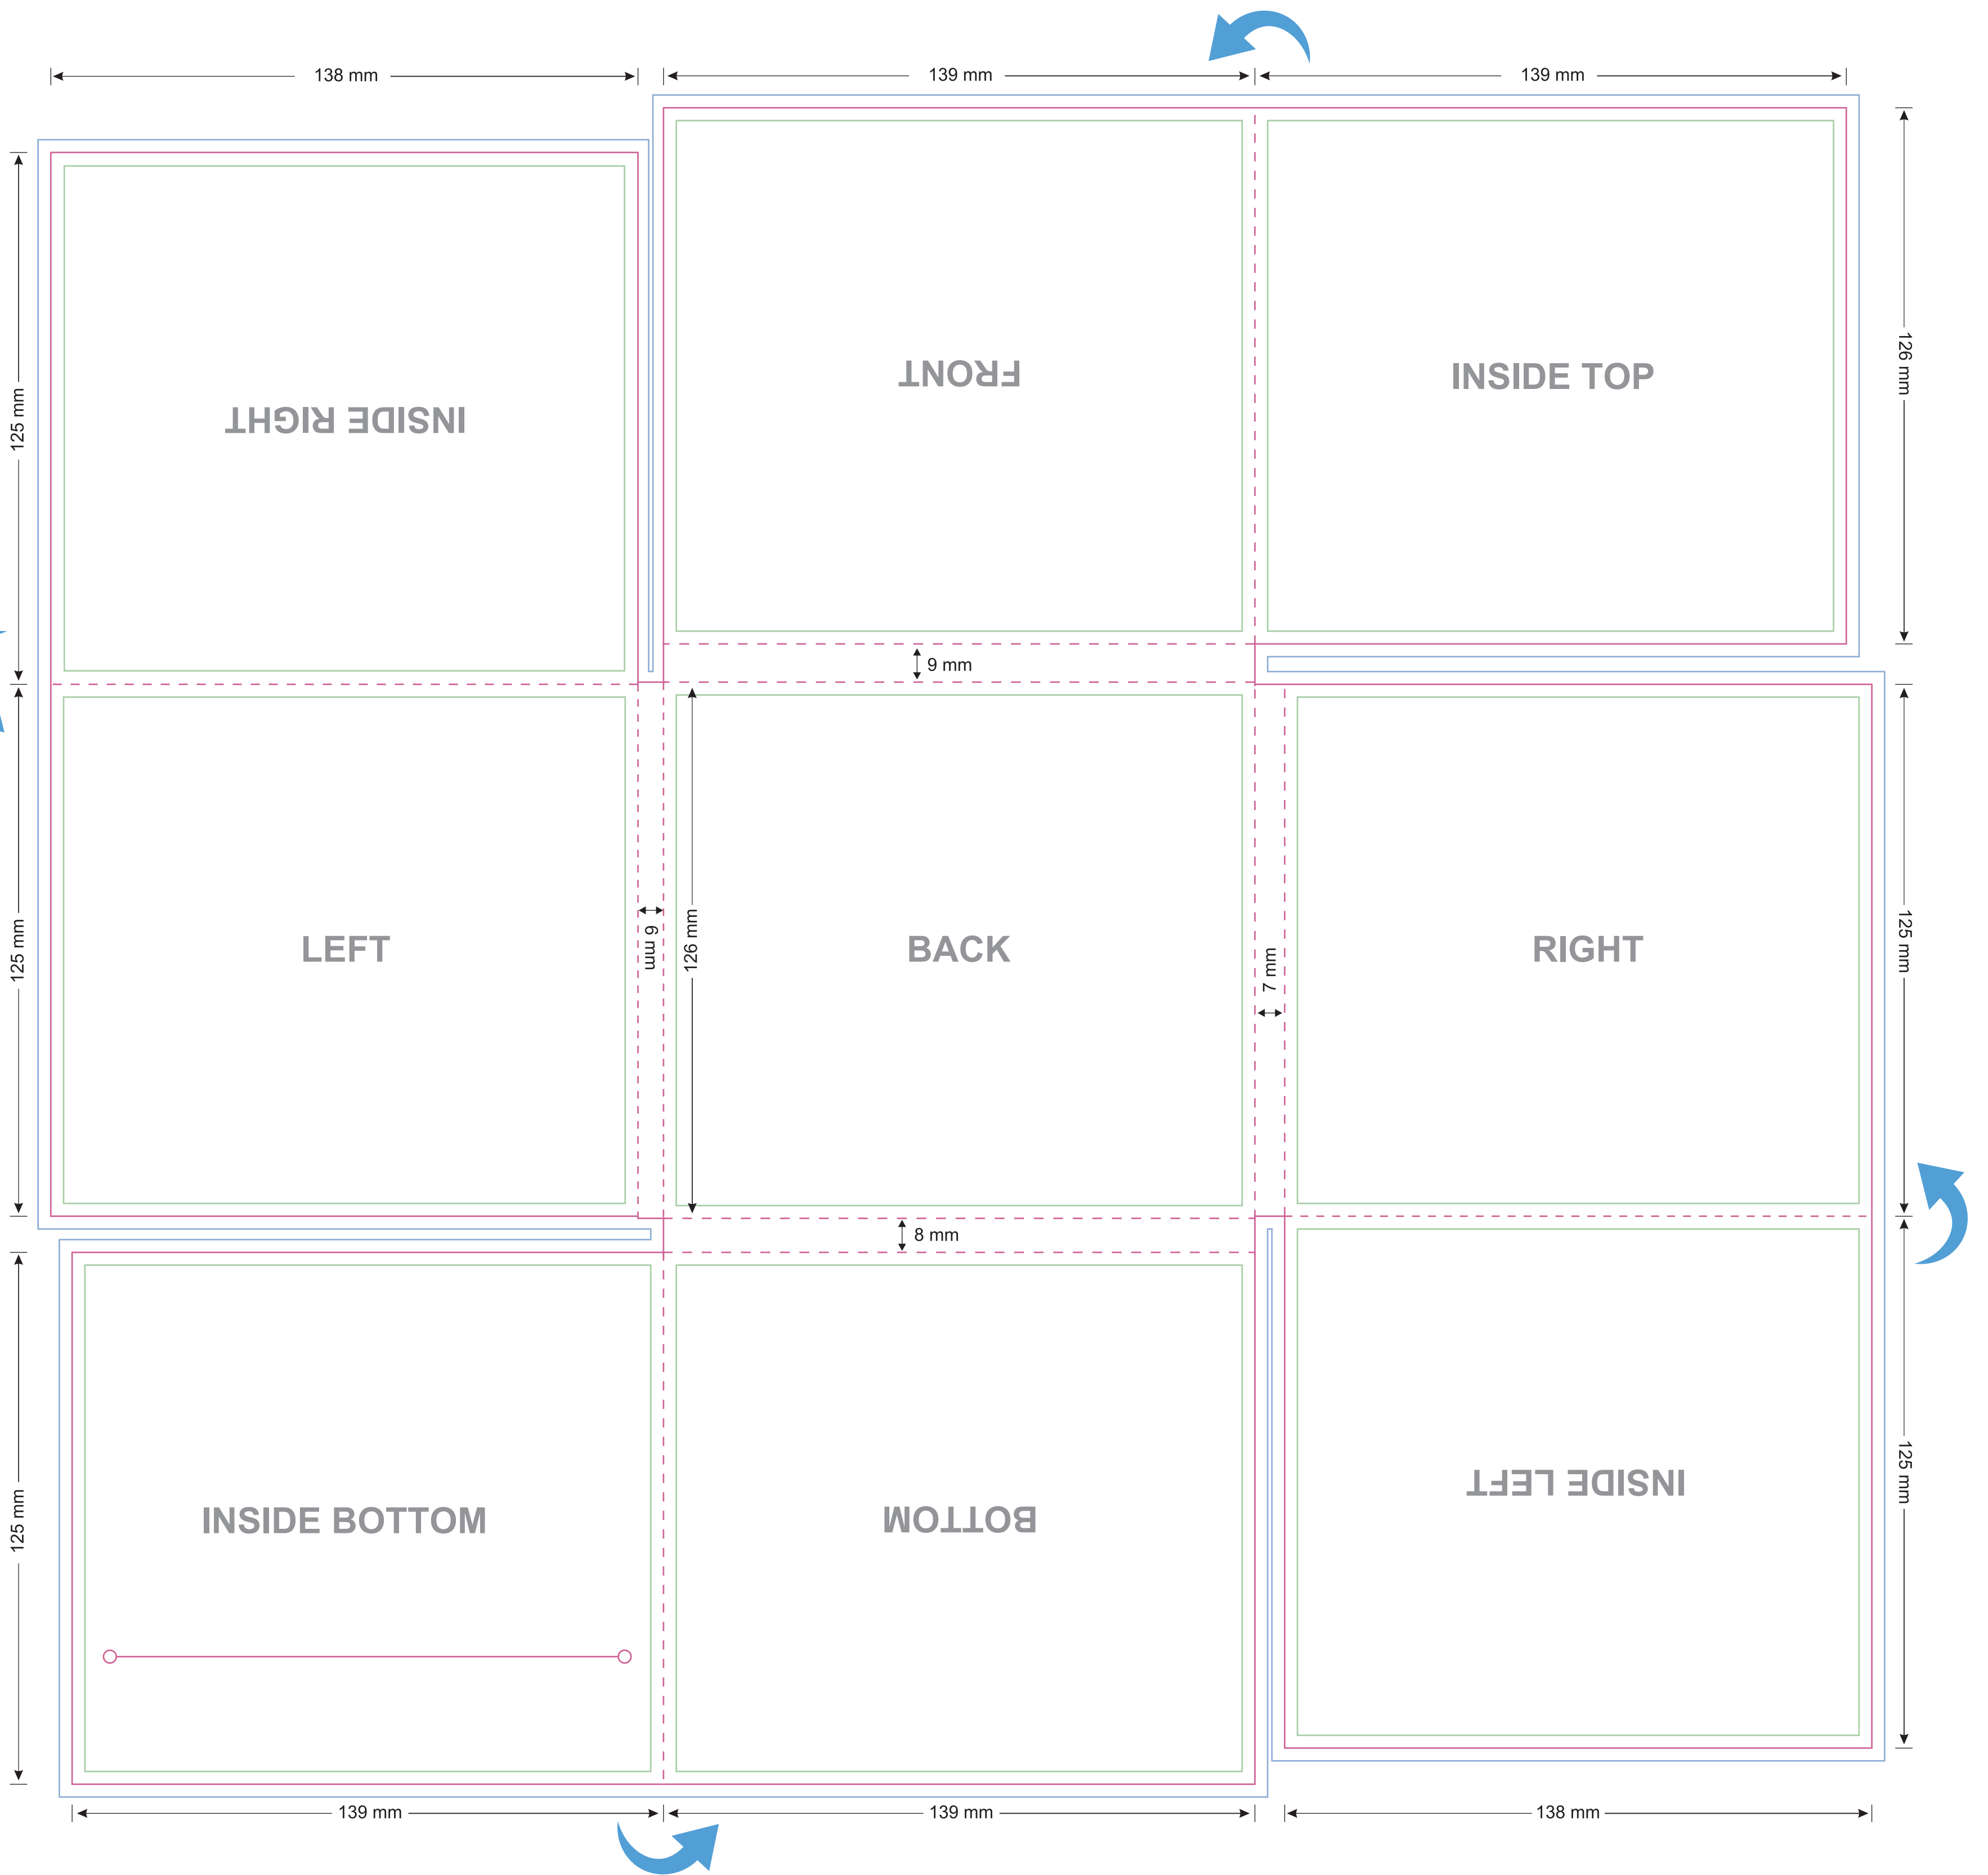 138 mm
139 mm
139 mm
INSIDE RIGHT
FRONT
INSIDE TOP
125 mm
126 mm
9 mm
LEFT
BACK
RIGHT
125 mm
6 mm
126 mm
7 mm
125 mm
8 mm
INSIDE BOTTOM
BOTTOM
INSIDE LEFT
125 mm
125 mm
139 mm
139 mm
138 mm